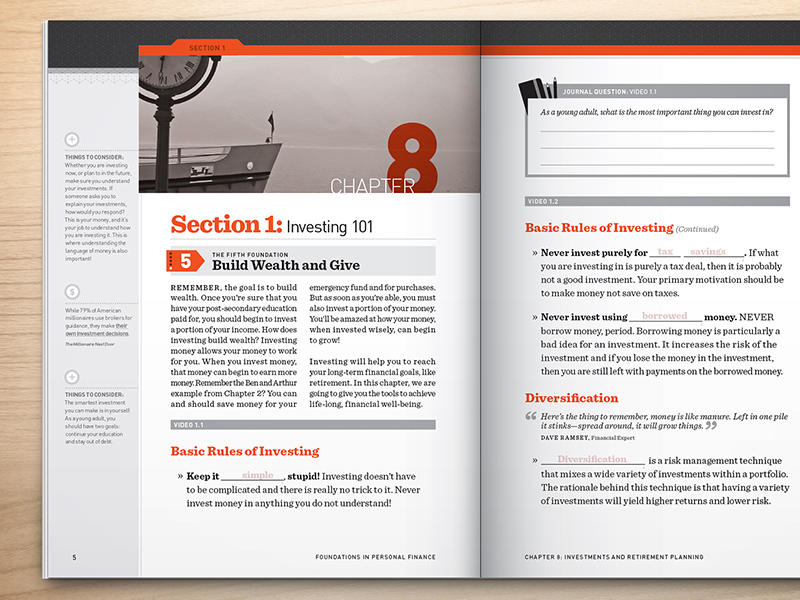 SECTION 1
CHAPTER 8
THINGS TO CONSIDER:
Whether you are investing
now, or plan to in the future,
make sure you understand
your investments. If
someone asks you to
explain your investments,
how would you respond?
This is your money, and it's
your job to understand how
you are investing it. This is
where understanding the
language of money is also
important!
While 79% of American
millionaires use brokers for
guidance, they make their
own investment decisions.
The Millionaire Next Door
THINGS TO CONSIDER:
The smartest investment
you can make is in yourself!
As a young adult, you
should have two goals:
continue your education
and stay out of debt.
Section 1: Investing 101
5
THE FIFTH FOUNDATION
Build Wealth and Give
REMEMBER, the goal is to build
wealth. Once you're sure that you
have your post-secondary education
paid for, you should begin to invest
a portion of your income. How does
investing build wealth? Investing
money allows your money to work
for you. When you invest money,
that money can begin to earn more
money. Remember the Ben and Arthur
example from Chapter 2? You can
and should save money for your
emergency fund and for purchases.
But as soon as you're able, you must
also invest a portion of your money.
You'll be amazed at how your money,
when invested wisely, can begin
to grow!
Investing will help you to reach
your long-term financial goals, like
retirement. In this chapter, we are
going to give you the tools to achieve
life-long, financial well-being.
VIDEO 1.1
Basic Rules of Investing
» Keep it simple, stupid! Investing doesn't have
to be complicated and there is really no trick to it. Never
invest money in anything you do not understand!
5
FOUNDATIONS IN PERSONAL FINANCE
JOURNAL QUESTION: VIDEO 1.1
As a young adult, what is the most important thing you can invest in?
VIDEO 1.2
Basic Rules of Investing (Continued)
» Never invest purely for tax savings. If what
you are investing in is purely a tax deal, then it is probably
not a good investment. Your primary motivation should be
to make money not save on taxes.
» Never invest using borrowed money. NEVER
borrow money, period. Borrowing money is particularly a
bad idea for an investment. It increases the risk of the
investment and if you lose the money in the investment,
then you are still left with payments on the borrowed money.
Diversification
“ Here's the thing to remember, money is like manure. Left in one pile
it stinks—spread around, it will grow things. ”
DAVE RAMSEY, Financial Expert
» Diversification is a risk management technique
that mixes a wide variety of investments within a portfolio.
The rationale behind this technique is that having a variety
of investments will yield higher returns and lower risk.
CHAPTER 8: INVESTMENTS AND RETIREMENT PLANNING